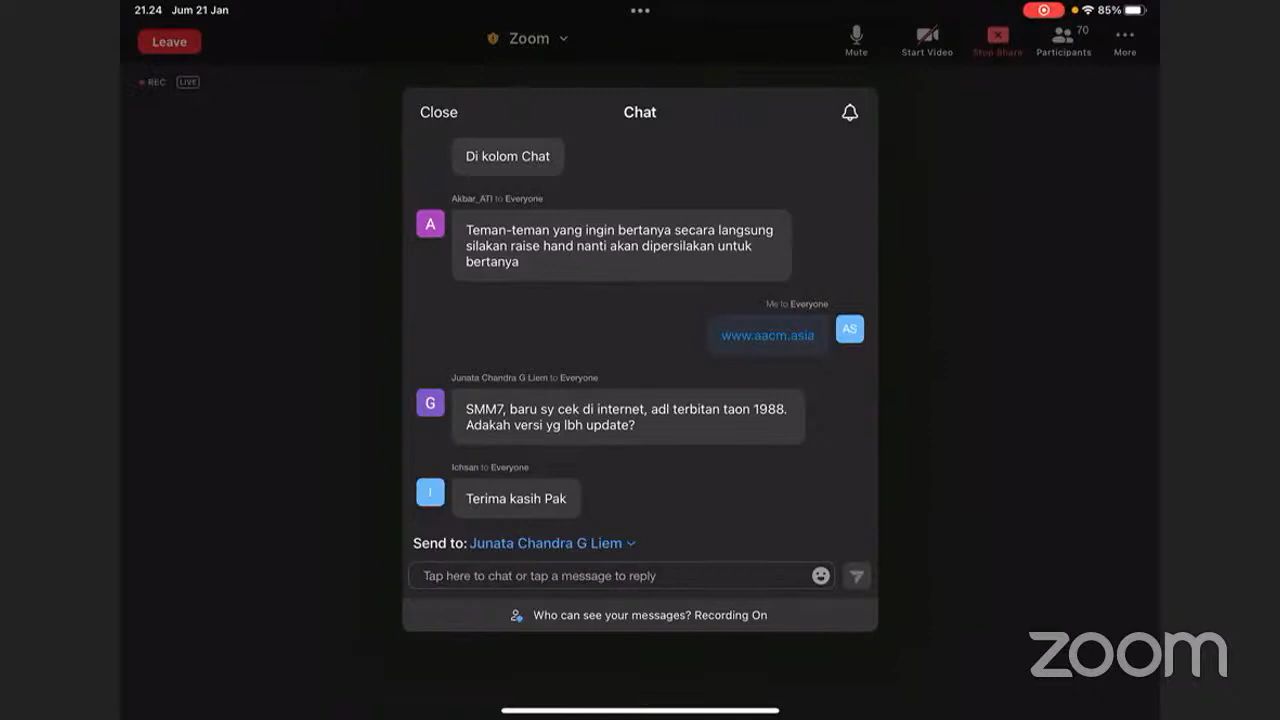 21.24 Jum 21 Jan
85%
Leave
Zoom
Mute
Start Video
Stop Share
Participants
70
More
REC
LIVE
Close
Chat
Di kolom Chat
Akbar_ATI to Everyone
A
Teman-teman yang ingin bertanya secara langsung
silakan raise hand nanti akan dipersilakan untuk
bertanya
Me to Everyone
www.aacm.asia
AS
Junata Chandra G Liem to Everyone
G
SMM7, baru sy cek di internet, adl terbitan taon 1988.
Adakah versi yg lbh update?
Ichsan to Everyone
I
Terima kasih Pak
Send to: Junata Chandra G Liem
Tap here to chat or tap a message to reply
Who can see your messages? Recording On
zoom